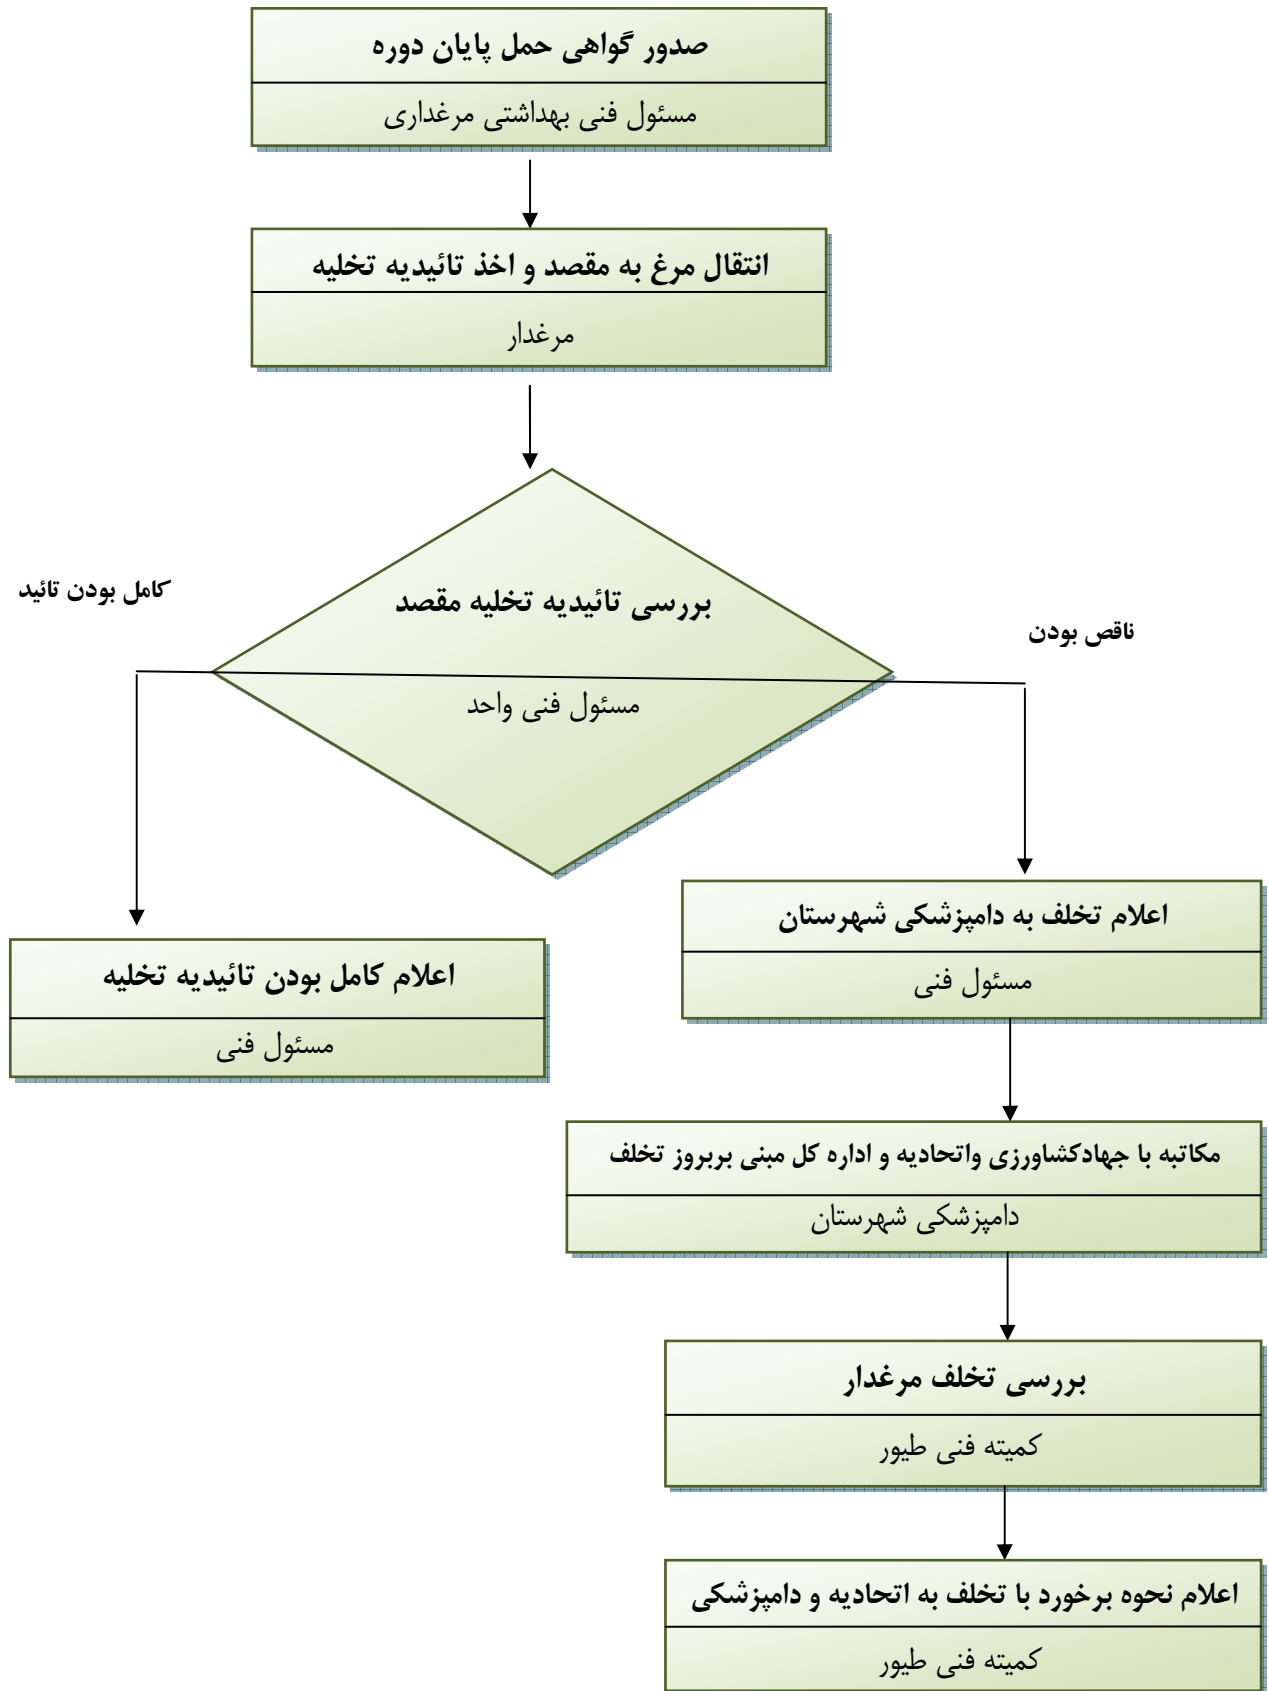 صدور گواهی حمل پایان دوره
مسئول فنی بهداشتی مرغداری
انتقال مرغ به مقصد و اخذ تائیدیه تخلیه
مرغدار
بررسی تائیدیه تخلیه مقصد
مسئول فنی واحد
ناقص بودن
کامل بودن تائید
اعلام تخلف به دامپزشکی شهرستان
مسئول فنی
اعلام کامل بودن تائیدیه تخلیه
مسئول فنی
مکاتبه با جهادکشاورزی واتحادیه و اداره کل مبنی بربروز تخلف
دامپزشکی شهرستان
بررسی تخلف مرغدار
کمیته فنی طیور
اعلام نحوه برخورد با تخلف به اتحادیه و دامپزشکی
کمیته فنی طیور